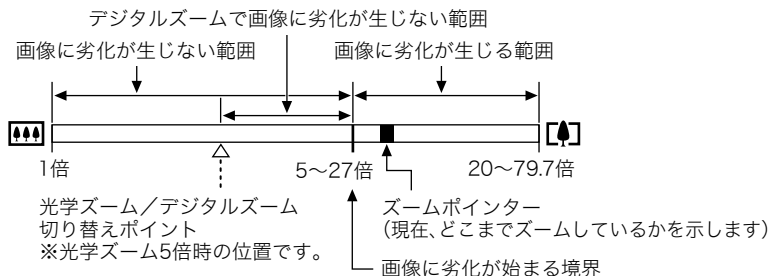 デジタルズームで画像に劣化が生じない範囲
画像に劣化が生じない範囲
画像に劣化が生じる範囲
1倍
5〜27倍
20〜79.7倍
光学ズーム／デジタルズーム
切り替えポイント
※光学ズーム5倍時の位置です。
ズームポインター
（現在、どこまでズームしているかを示します）
画像に劣化が始まる境界